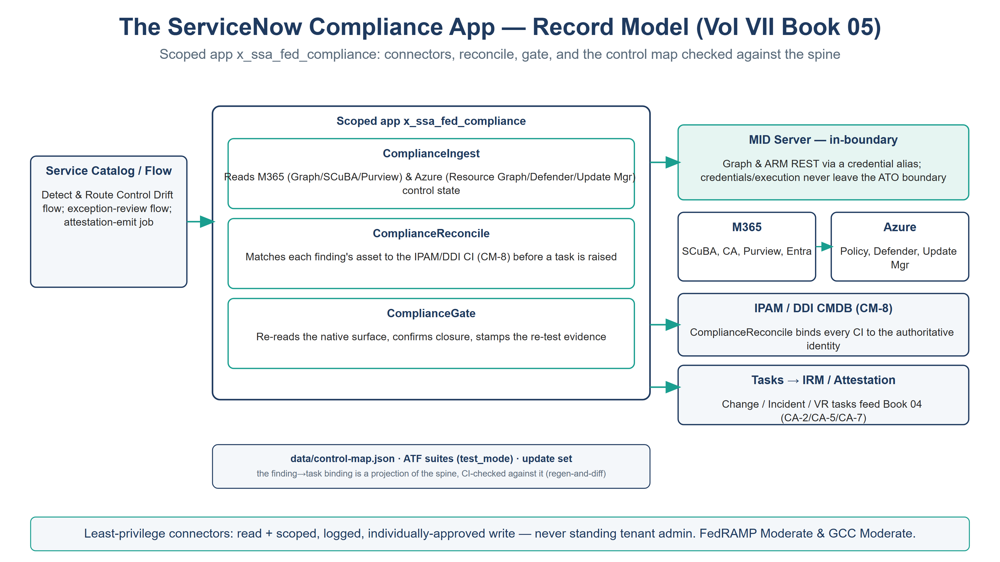 The ServiceNow Compliance App — Record Model (Vol VII Book 05)
Scoped app x_ssa_fed_compliance: connectors, reconcile, gate, and the control map checked against the spine
Service Catalog / Flow
Detect & Route Control Drift
flow; exception-review flow;
attestation-emit job
Scoped app x_ssa_fed_compliance
ComplianceIngest
Reads M365 (Graph/SCuBA/Purview) & Azure (Resource Graph/Defender/Update Mgr)
control state
ComplianceReconcile
Matches each finding's asset to the IPAM/DDI CI (CM-8) before a task is raised
ComplianceGate
Re-reads the native surface, confirms closure, stamps the re-test evidence
MID Server — in-boundary
Graph & ARM REST via a credential alias;
credentials/execution never leave the ATO boundary
M365
SCuBA, CA, Purview, Entra
Azure
Policy, Defender, Update
Mgr
IPAM / DDI CMDB (CM-8)
ComplianceReconcile binds every CI to the authoritative
identity
Tasks → IRM / Attestation
Change / Incident / VR tasks feed Book 04
(CA-2/CA-5/CA-7)
data/control-map.json · ATF suites (test_mode) · update set
the finding→task binding is a projection of the spine, CI-checked against it (regen-and-diff)
Least-privilege connectors: read + scoped, logged, individually-approved write — never standing tenant admin. FedRAMP Moderate & GCC Moderate.